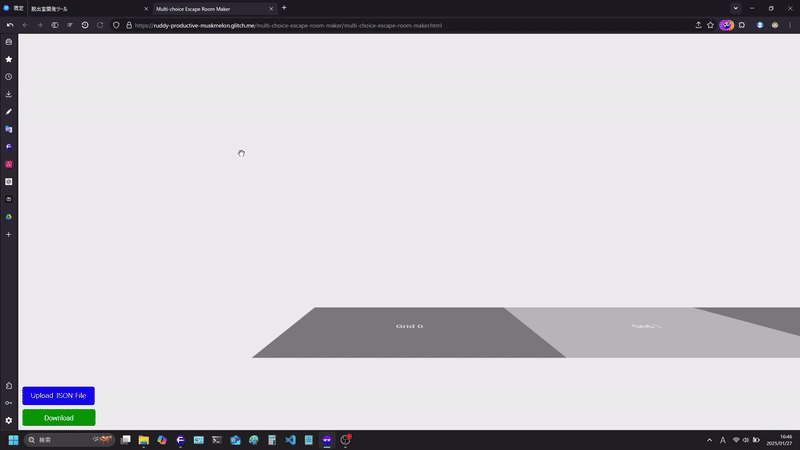 既定
脱出室開発ツール
Multi-choice Escape Room Maker
https://ruddy-productive-muskmelon.glitch.me/multi-choice-escape-room-maker/multi-choice-escape-room-maker.html
Grid 0
Upload JSON File
Download
検索
A
16:46
2025/01/27